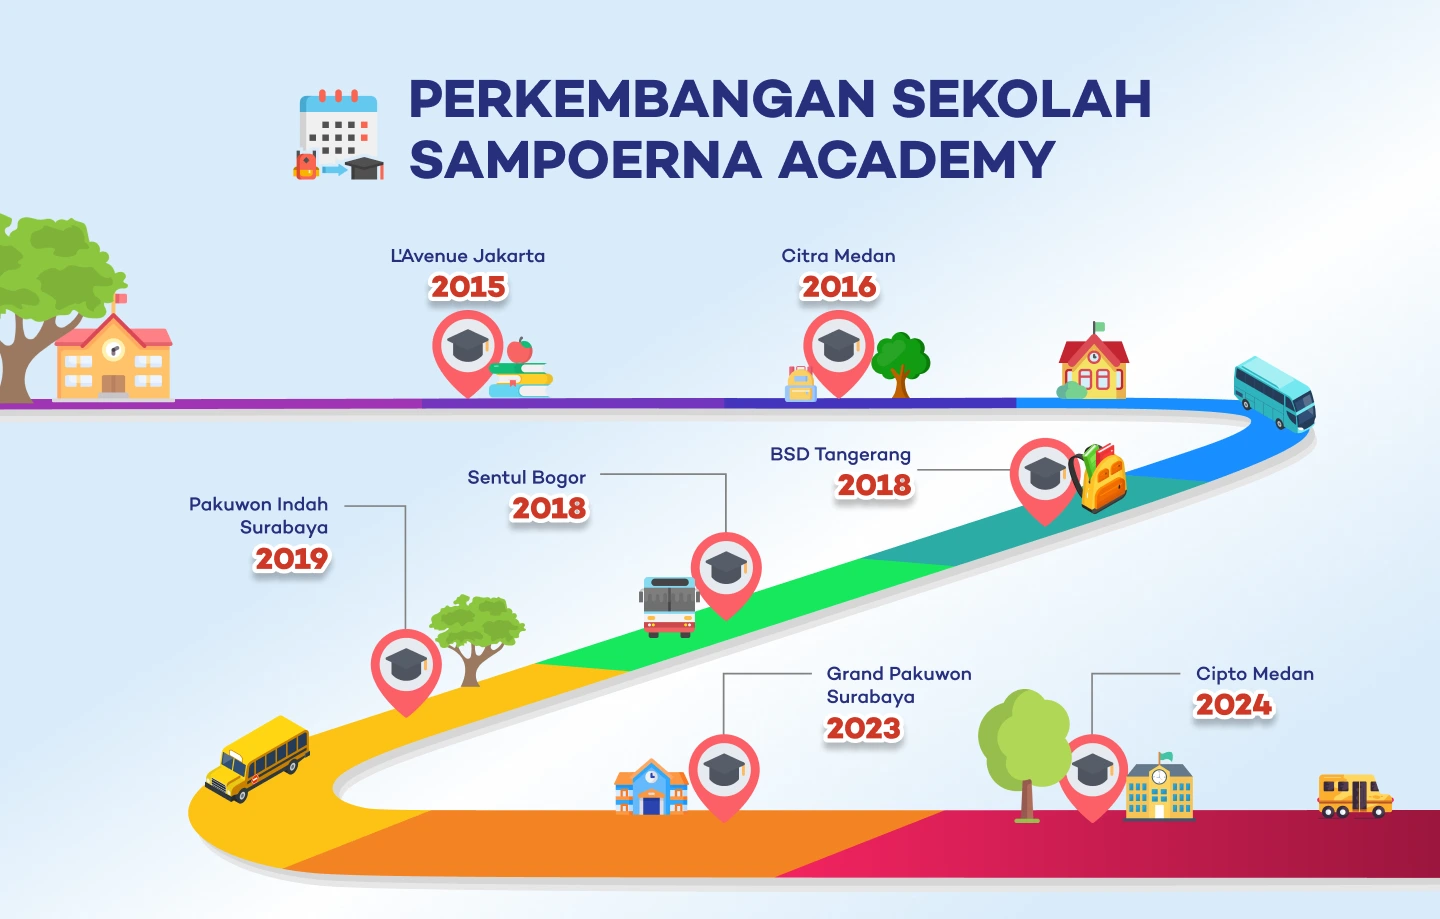 PERKEMBANGAN SEKOLAH
SAMPOERNA ACADEMY
L'Avenue Jakarta
2015
Citra Medan
2016
BSD Tangerang
2018
Sentul Bogor
2018
Pakuwon Indah
Surabaya
2019
Grand Pakuwon
Surabaya
2023
Cipto Medan
2024